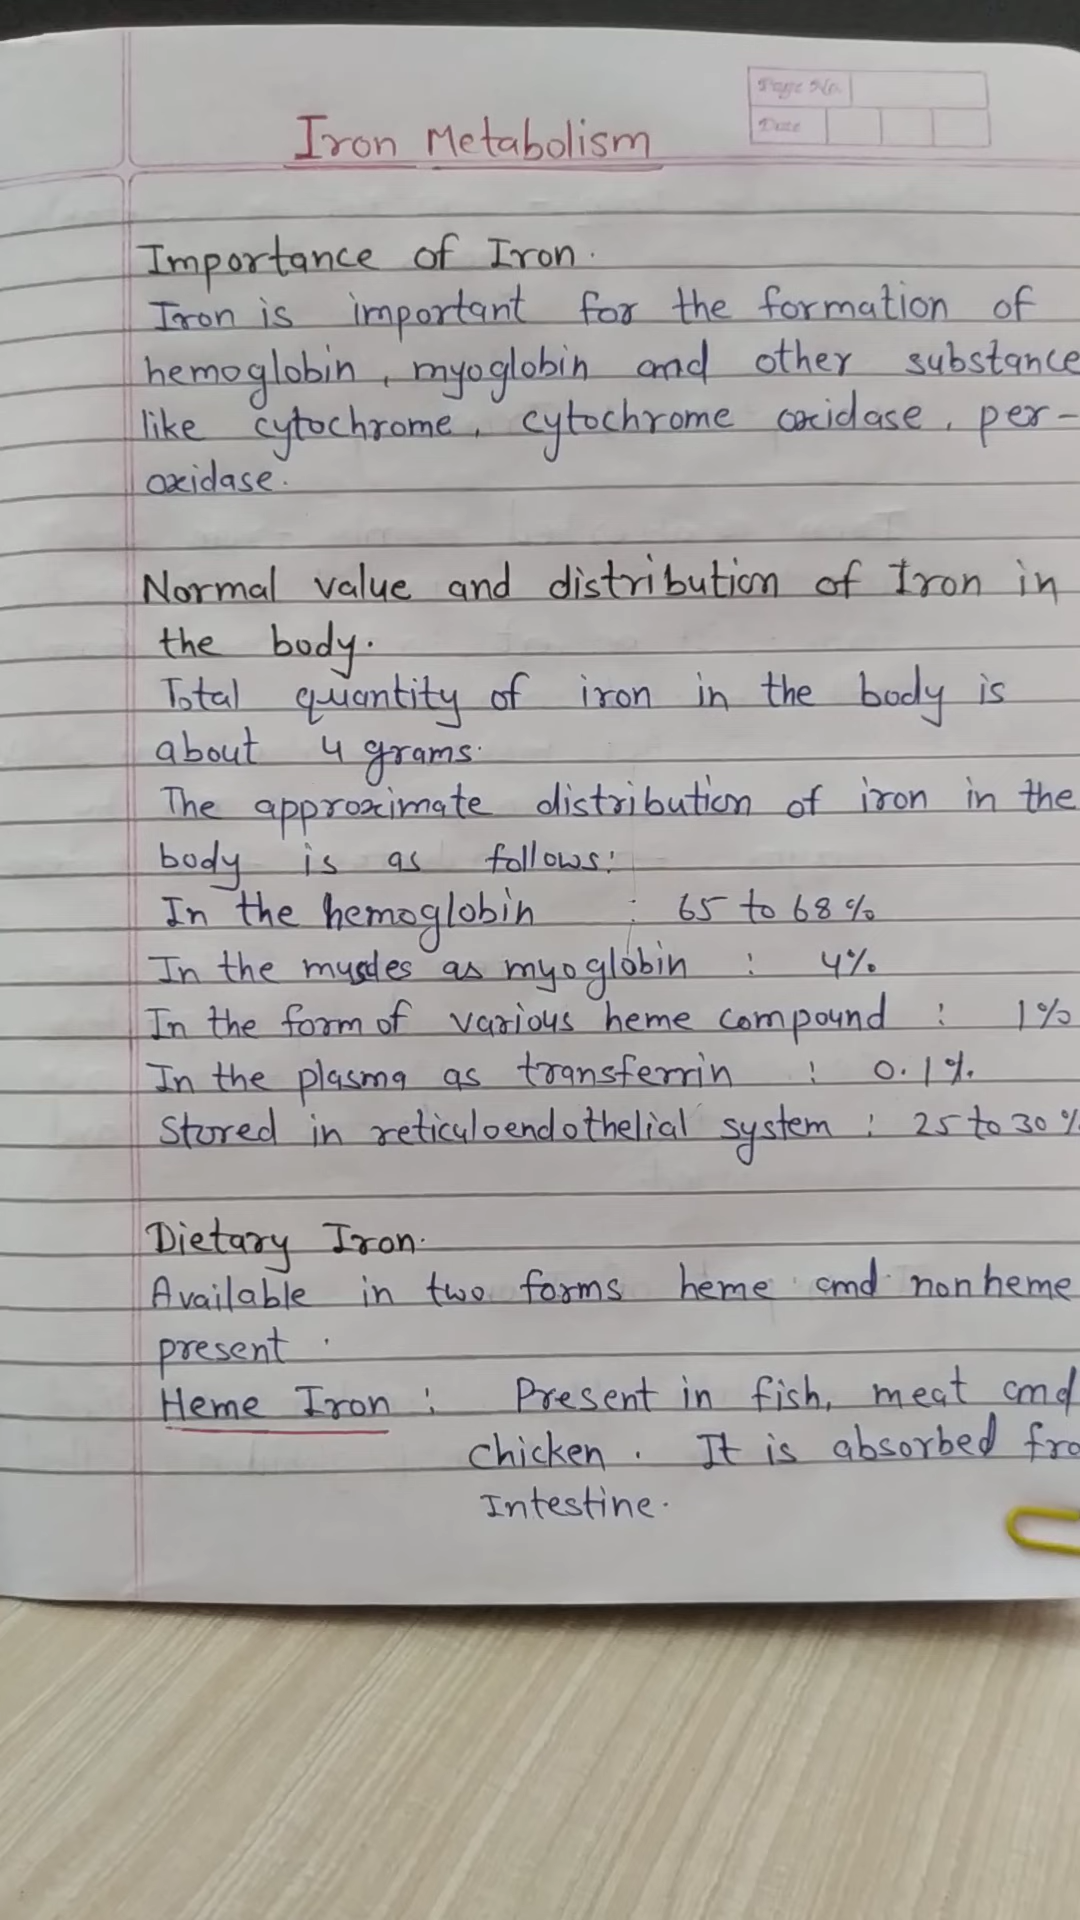 Page No.
Date
Iron Metabolism
Importance of Iron.
Iron is important for the formation of
hemoglobin, myoglobin and other substance
like cytochrome, cytochrome oxidase, per-
oxidase.
Normal value and distribution of Iron in
the body.
Total quantity of iron in the body is
about 4 grams.
The approximate distribution of iron in the
body is as follows:
In the hemoglobin : 65 to 68%
In the muscles as myoglobin : 4%.
In the form of various heme compound : 1%
In the plasma as transferrin : 0.1%.
Stored in reticuloendothelial system : 25 to 30%
Dietary Iron.
Available in two forms heme and nonheme
present.
Heme Iron : Present in fish, meat and
chicken. It is absorbed fro
Intestine.